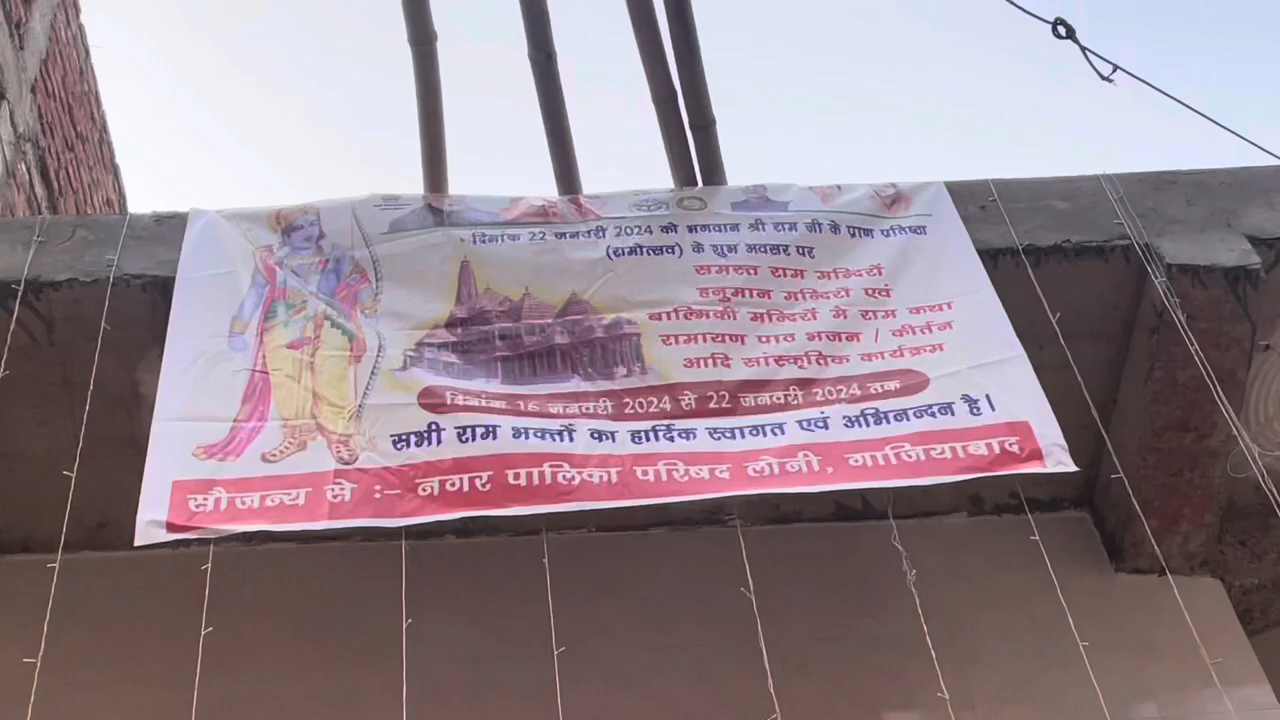 दिनांक 22 जनवरी 2024 को भगवान श्री राम जी के प्राण प्रतिष्ठा
(रामोत्सव) के शुभ अवसर पर
समस्त राम मन्दिरों
हनुमान मन्दिरों एवं
बाल्मिकी मन्दिरों में राम कथा
रामायण पाठ भजन / कीर्तन
आदि सांस्कृतिक कार्यक्रम
दिनांक 16 जनवरी 2024 से 22 जनवरी 2024 तक
सभी राम भक्तों का हार्दिक स्वागत एवं अभिनन्दन है।
सौजन्य से :- नगर पालिका परिषद लोनी, गाजियाबाद